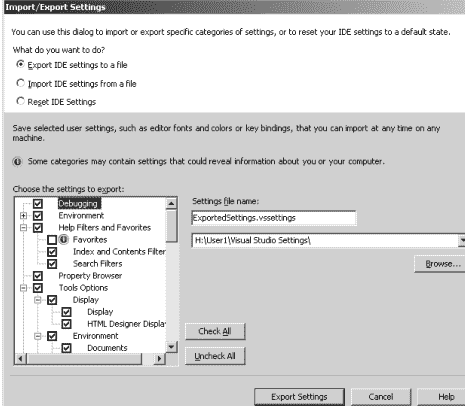 Import/Export Settings
You can use this dialog to import or export specific categories of settings, or to reset your IDE settings to a default state.
What do you want to do?
Export IDE settings to a file
Import IDE settings from a file
Reset IDE Settings
Save selected user settings, such as editor fonts and colors or key bindings, that you can import at any time on any
machine.
Some categories may contain settings that could reveal information about you or your computer.
Choose the settings to export:
Debugging
Environment
Help Filters and Favorites
Favorites
Index and Contents Filter
Search Filters
Property Browser
Tools Options
Display
Display
HTML Designer Display
Environment
Documents
Settings file name:
ExportedSettings.vssettings
H:\User1\Visual Studio Settings\
Browse...
Check All
Uncheck All
Export Settings
Cancel
Help